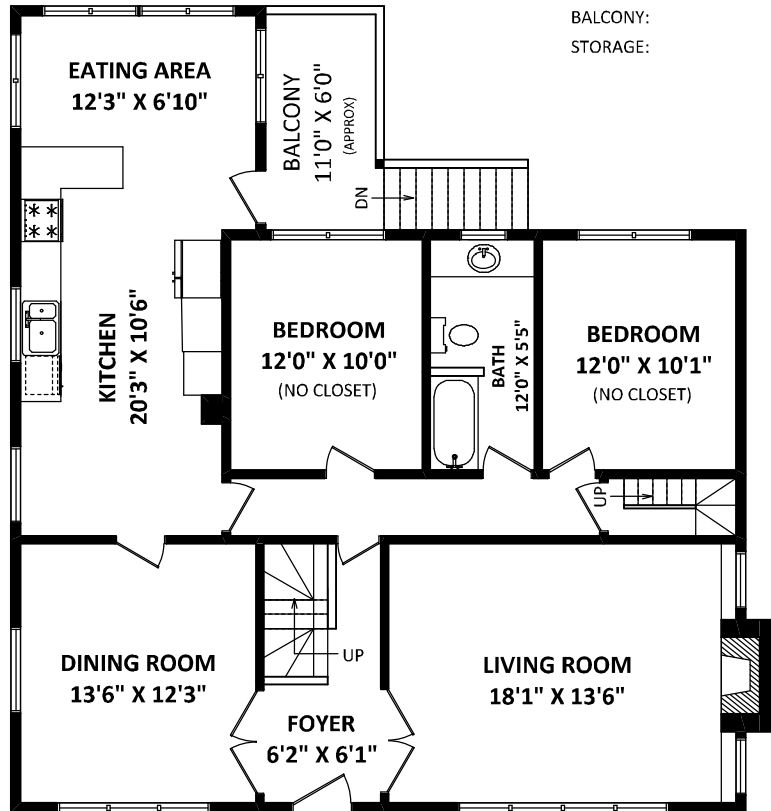 BALCONY:
STORAGE:
EATING AREA
12'3" X 6'10"
BALCONY
11'0" X 6'0"
(APPROX)
DN
KITCHEN
20'3" X 10'6"
BEDROOM
12'0" X 10'0"
(NO CLOSET)
BATH
12'0" X 5'5"
BEDROOM
12'0" X 10'1"
(NO CLOSET)
UP
DINING ROOM
13'6" X 12'3"
UP
FOYER
6'2" X 6'1"
LIVING ROOM
18'1" X 13'6"